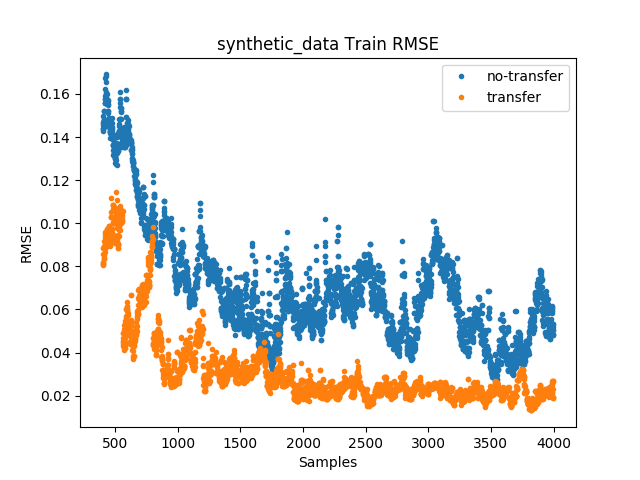 synthetic_data Train RMSE
no-transfer
transfer
RMSE
0.16
0.14
0.12
0.10
0.08
0.06
0.04
0.02
500 1000 1500 2000 2500 3000 3500 4000
Samples